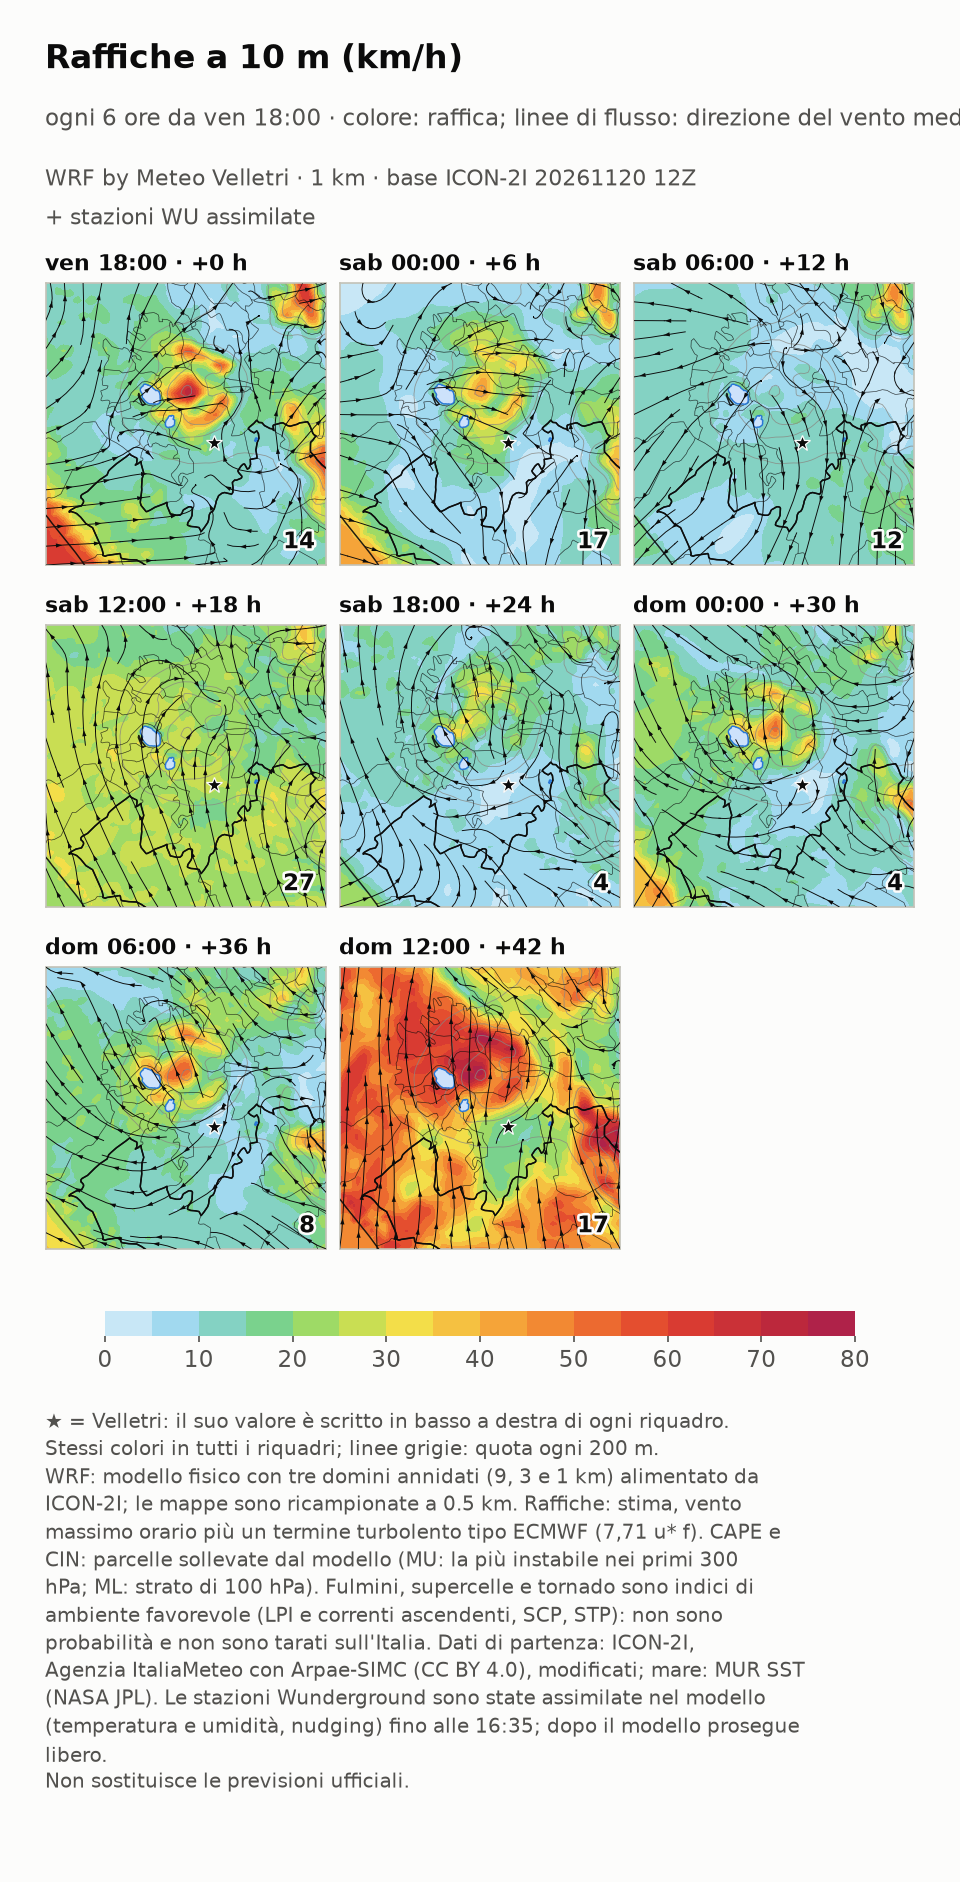 Raffiche a 10 m (km/h)
ogni 6 ore da ven 18:00 · colore: raffica; linee di flusso: direzione del vento med
WRF by Meteo Velletri · 1 km · base ICON-2I 20261120 12Z
+ stazioni WU assimilate
ven 18:00 · +0 h
sab 00:00 · +6 h
sab 06:00 · +12 h
14
17
12
sab 12:00 · +18 h
sab 18:00 · +24 h
dom 00:00 · +30 h
27
4
4
dom 06:00 · +36 h
dom 12:00 · +42 h
8
17
0 10 20 30 40 50 60 70 80
★ = Velletri: il suo valore è scritto in basso a destra di ogni riquadro.
Stessi colori in tutti i riquadri; linee grigie: quota ogni 200 m.
WRF: modello fisico con tre domini annidati (9, 3 e 1 km) alimentato da
ICON-2I; le mappe sono ricampionate a 0.5 km. Raffiche: stima, vento
massimo orario più un termine turbolento tipo ECMWF (7,71 u* f). CAPE e
CIN: parcelle sollevate dal modello (MU: la più instabile nei primi 300
hPa; ML: strato di 100 hPa). Fulmini, supercelle e tornado sono indici di
ambiente favorevole (LPI e correnti ascendenti, SCP, STP): non sono
probabilità e non sono tarati sull'Italia. Dati di partenza: ICON-2I,
Agenzia ItaliaMeteo con Arpae-SIMC (CC BY 4.0), modificati; mare: MUR SST
(NASA JPL). Le stazioni Wunderground sono state assimilate nel modello
(temperatura e umidità, nudging) fino alle 16:35; dopo il modello prosegue
libero.
Non sostituisce le previsioni ufficiali.